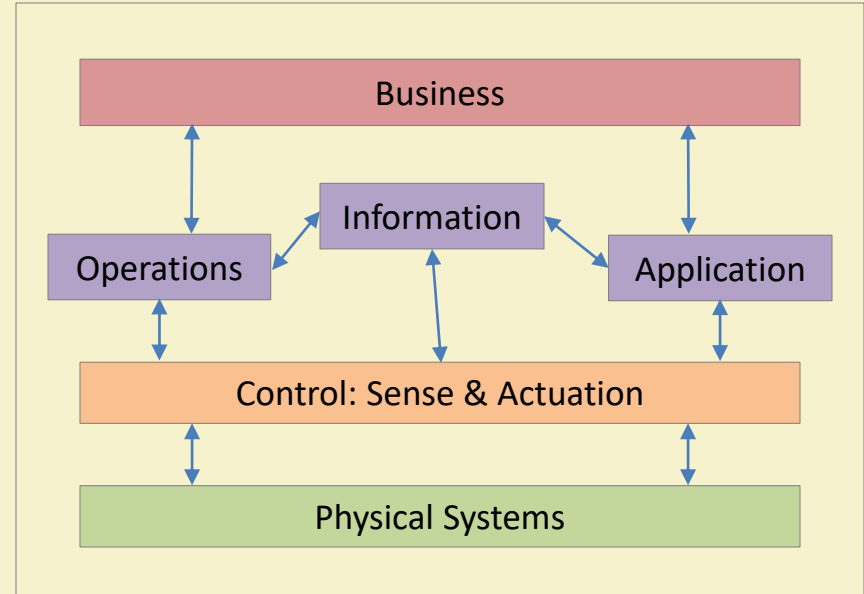 Business
Information
Operations
Application
Control: Sense & Actuation
Physical Systems